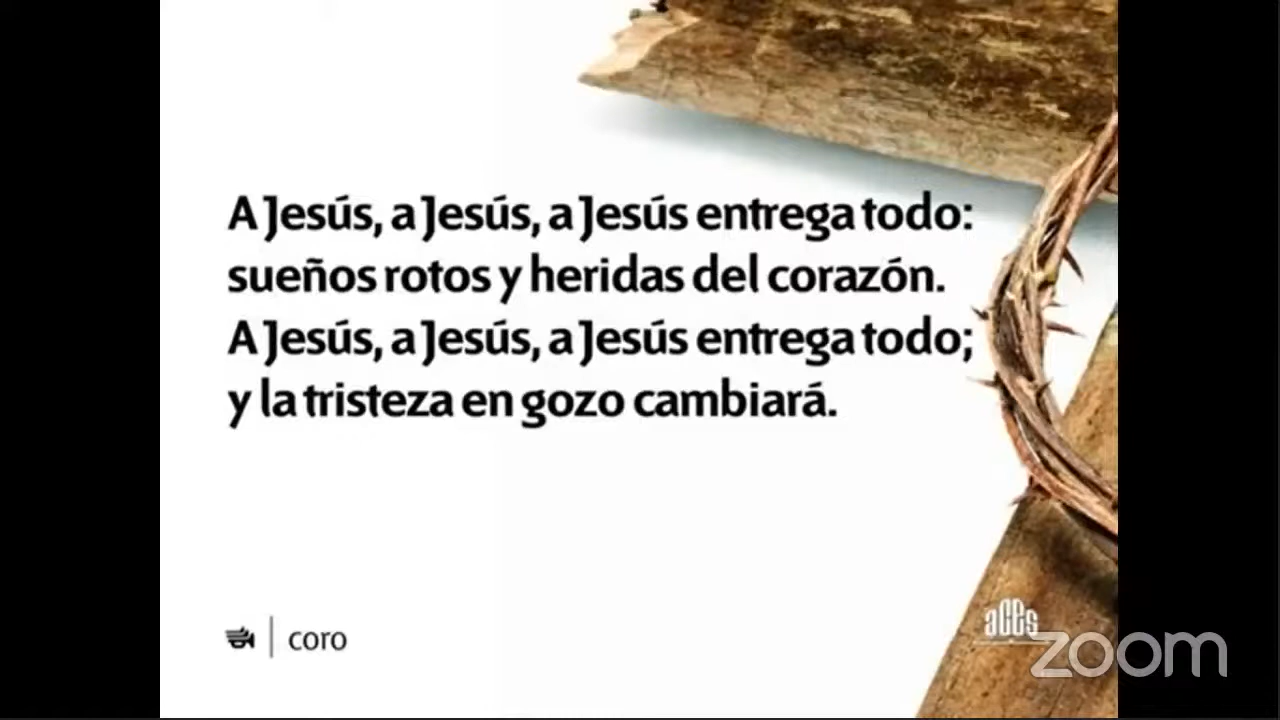 A Jesús, a Jesús, a Jesús entrega todo:
sueños rotos y heridas del corazón.
A Jesús, a Jesús, a Jesús entrega todo;
y la tristeza en gozo cambiará.
coro
aces
zoom